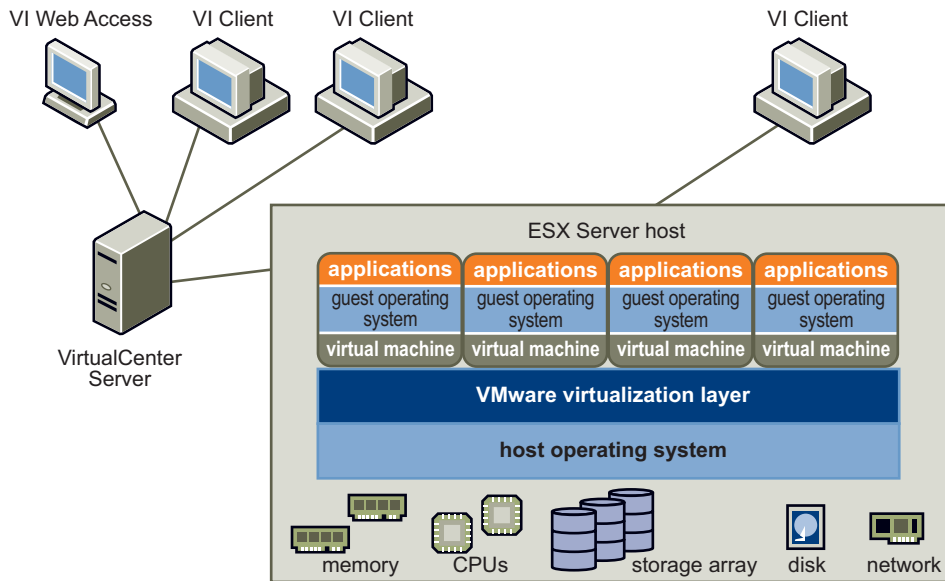 VI Web Access
VI Client
VI Client
VI Client
ESX Server host
applications
applications
applications
applications
guest operating
system
guest operating
system
guest operating
system
guest operating
system
virtual machine
virtual machine
virtual machine
virtual machine
VirtualCenter
Server
VMware virtualization layer
host operating system
memory
CPUs
storage array
disk
network